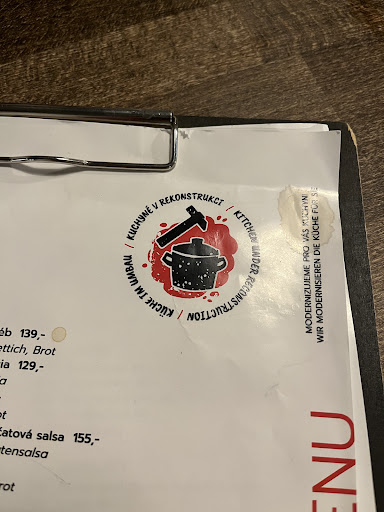 KUCHYNĚ V REKONSTRUKCI / KITCHEN UNDER RECONSTRUCTION / KÜCHE IM UMBAU /
MODERNIZUJEME PRO VÁS KUCHYNI
WIR MODERNISIEREN DIE KÜCHE FÜR SIE
éb 139,-
ettich, Brot
ia 129,-
ot
čatová salsa 155,-
tensalsa
rot
ENU